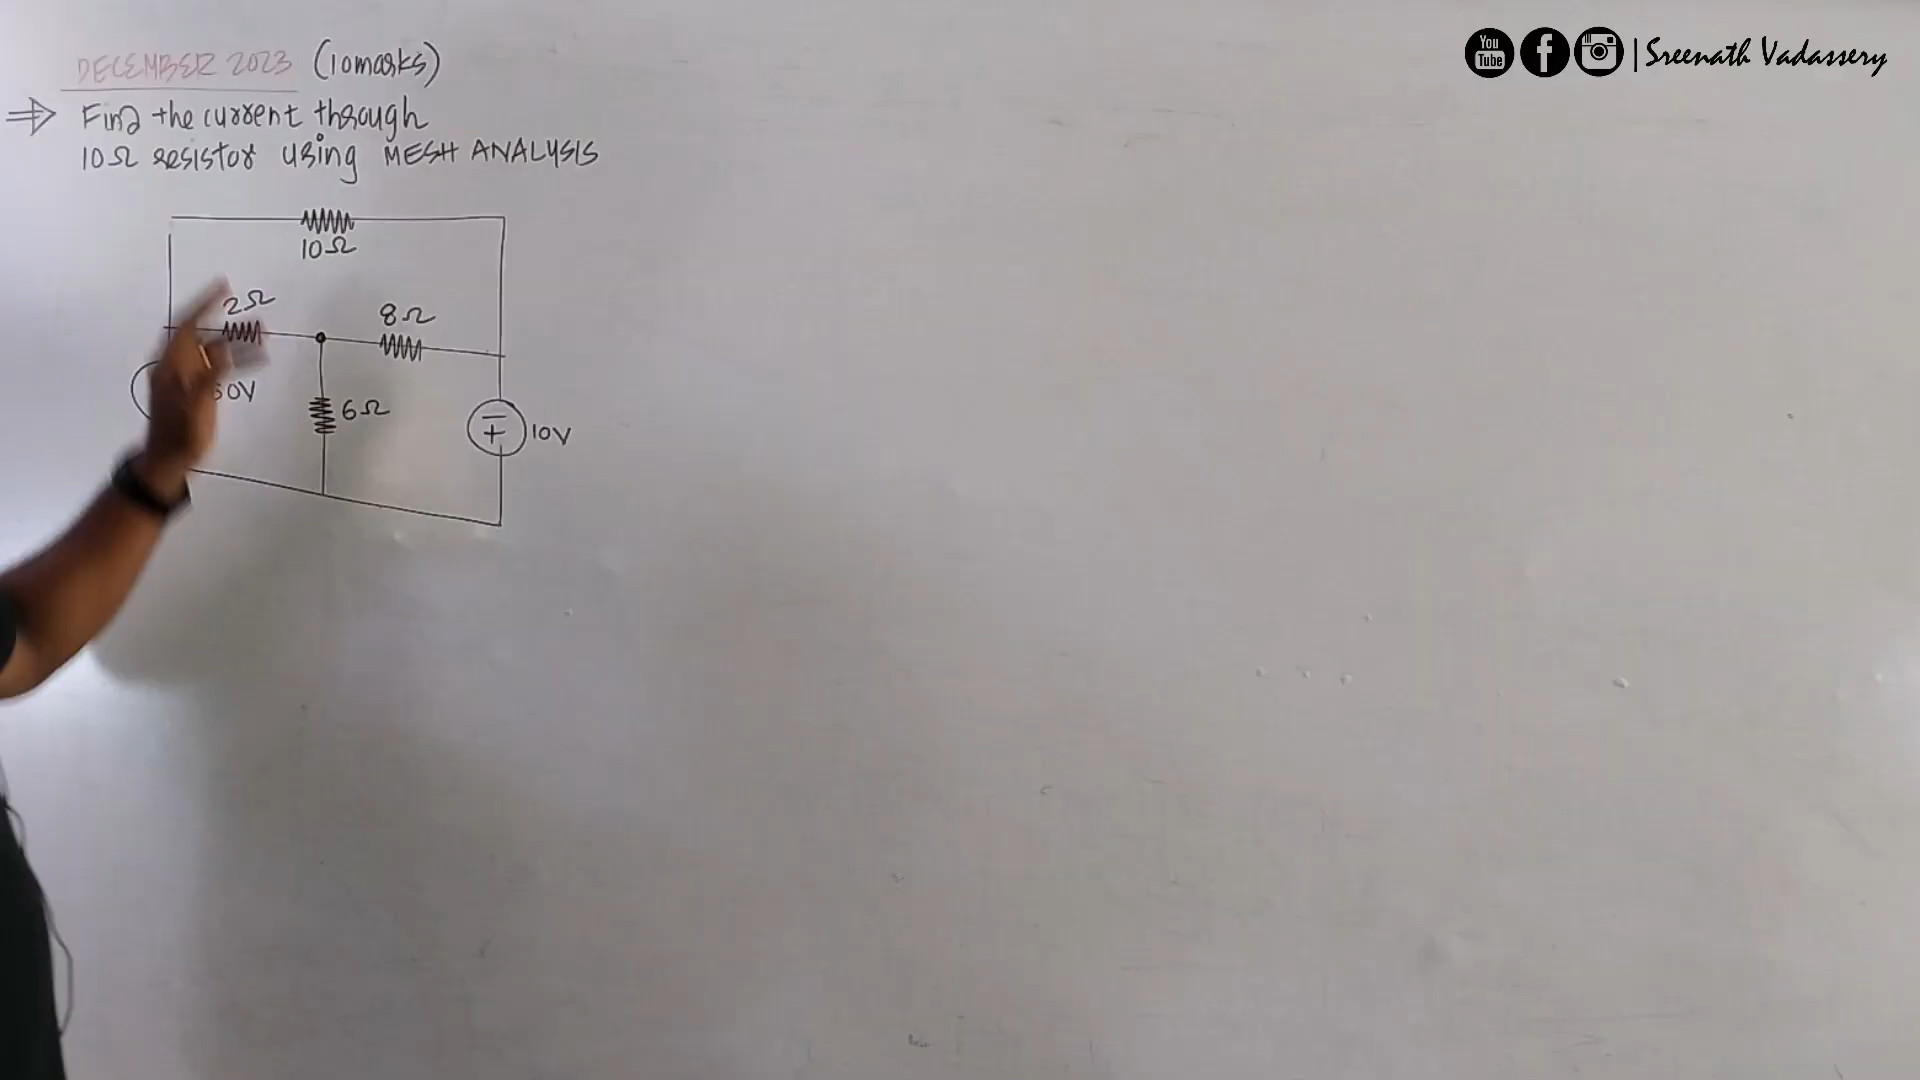 DECEMBER 2023 (10marks)
⇒ Find the current through
10Ω resistor using MESH ANALYSIS
10Ω
2Ω
8Ω
6Ω
−
+
10V
You
Tube
| Sreenath Vadassery